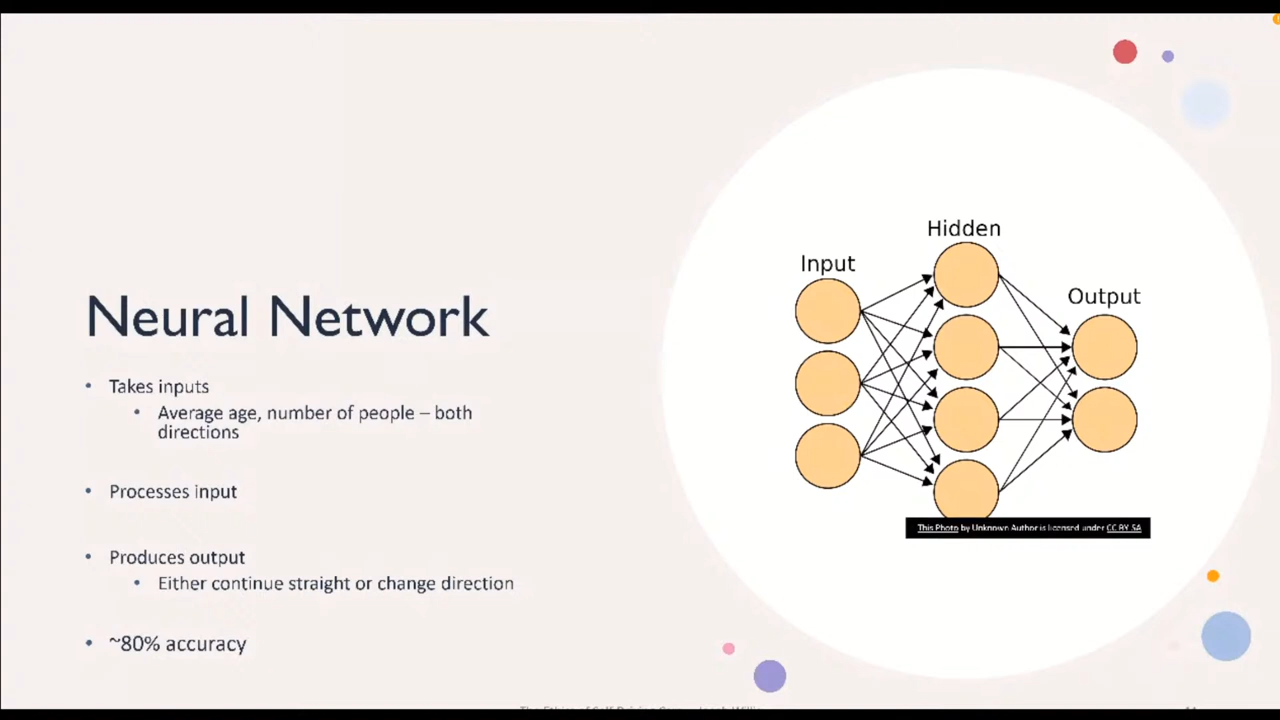 Neural Network
• Takes inputs
• Average age, number of people – both
directions
• Processes input
• Produces output
• Either continue straight or change direction
• ~80% accuracy
Hidden
Input
Output
This Photo by Unknown Author is licensed under CC BY-SA